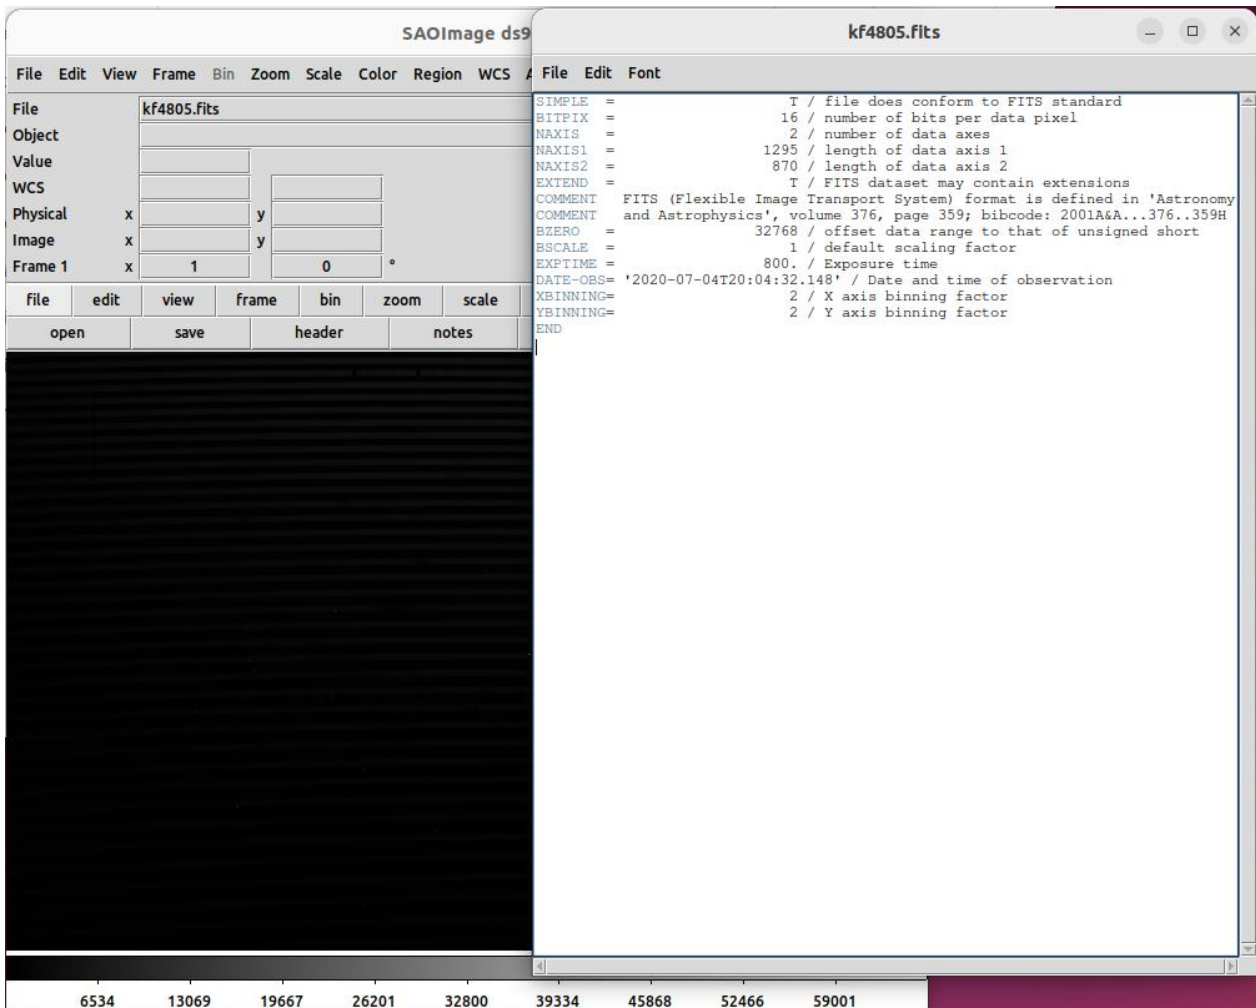 SAOImage ds9
File Edit View Frame Bin Zoom Scale Color Region WCS
File kf4805.fits
Object
Value
WCS
Physical x y
Image x y
Frame 1 x 1 0 °
file edit view frame bin zoom scale
open save header notes
6534 13069 19667 26201 32800 39334 45868 52466 59001
kf4805.fits
File Edit Font
SIMPLE = T / file does conform to FITS standard
BITPIX = 16 / number of bits per data pixel
NAXIS = 2 / number of data axes
NAXIS1 = 1295 / length of data axis 1
NAXIS2 = 870 / length of data axis 2
EXTEND = T / FITS dataset may contain extensions
COMMENT FITS (Flexible Image Transport System) format is defined in 'Astronomy
COMMENT and Astrophysics', volume 376, page 359; bibcode: 2001A&A...376..359H
BZERO = 32768 / offset data range to that of unsigned short
BSCALE = 1 / default scaling factor
EXPTIME = 800. / Exposure time
DATE-OBS= '2020-07-04T20:04:32.148' / Date and time of observation
XBINNING= 2 / X axis binning factor
YBINNING= 2 / Y axis binning factor
END